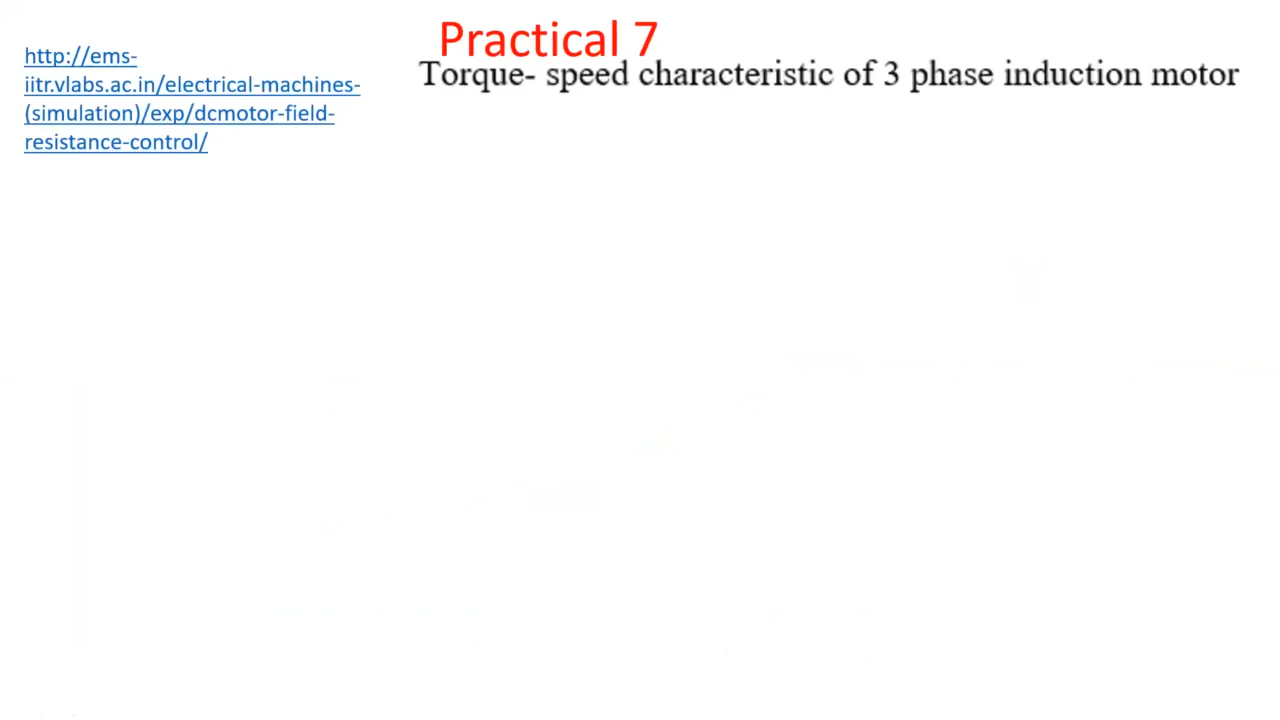 Practical 7
Torque- speed characteristic of 3 phase induction motor
http://ems-
iitr.vlabs.ac.in/electrical-machines-
(simulation)/exp/dcmotor-field-
resistance-control/